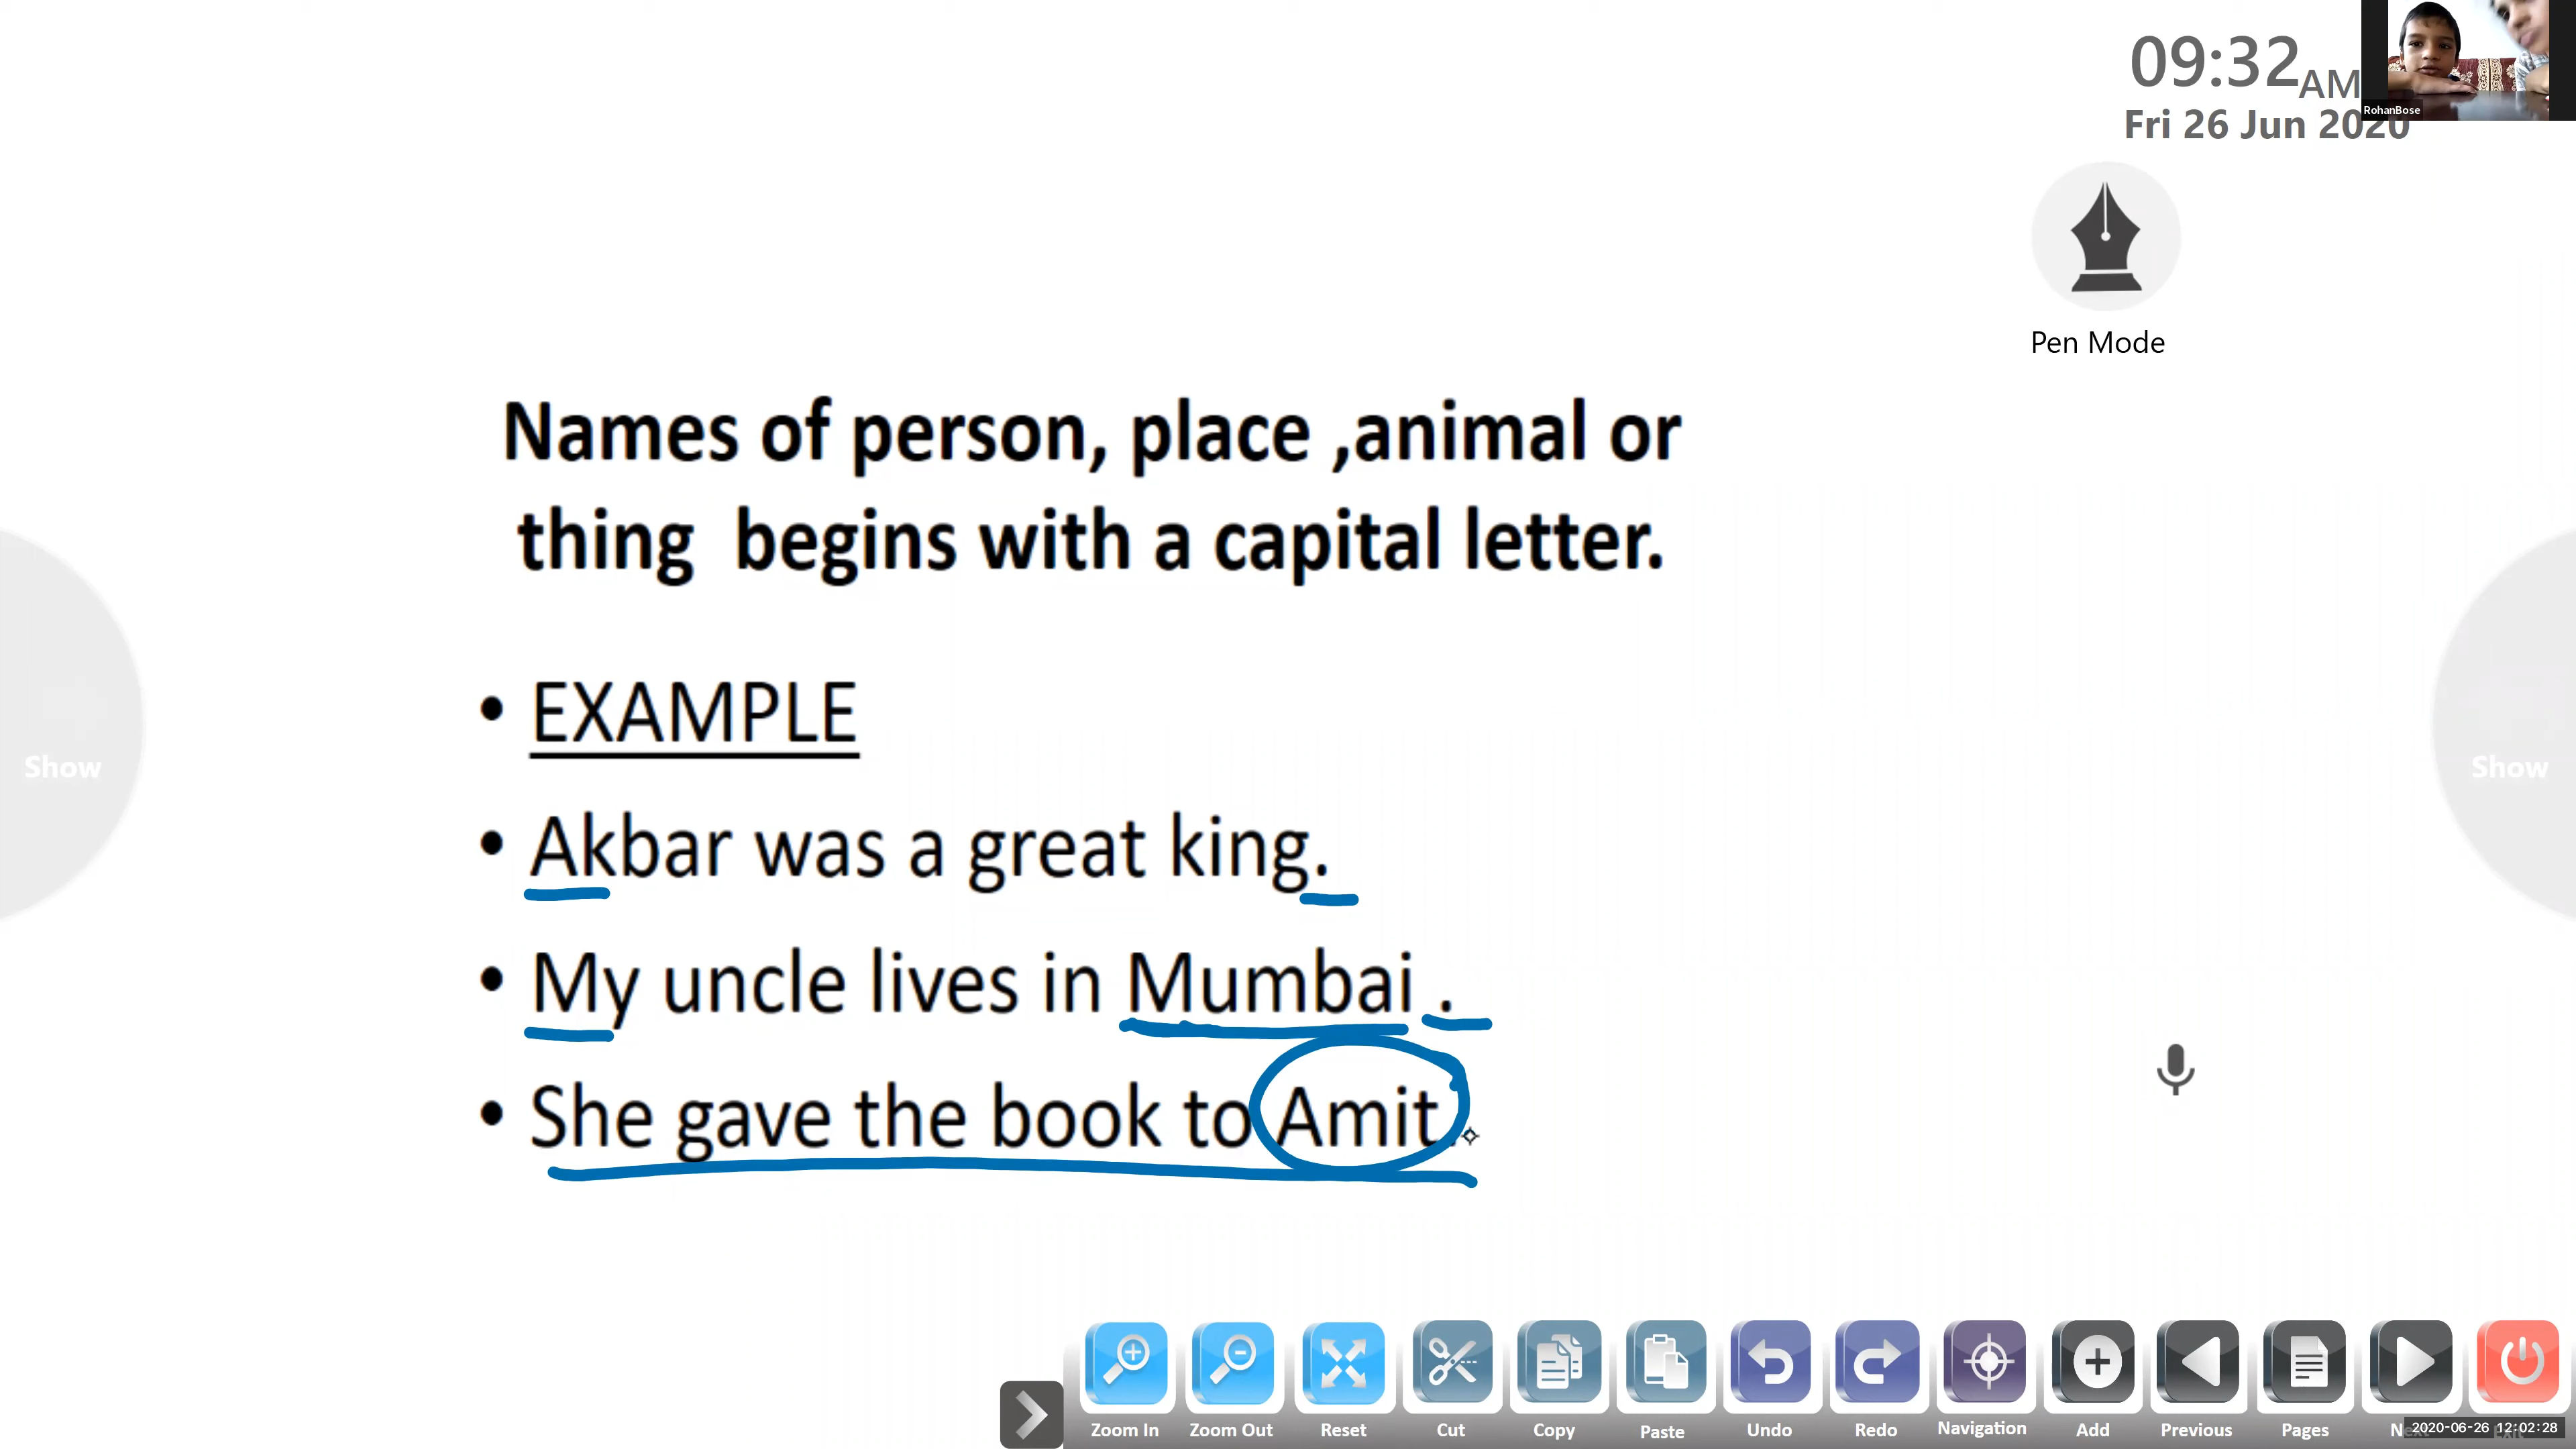 09:32 AM
Fri 26 Jun 2020
RohanBose
Pen Mode
Names of person, place ,animal or
thing begins with a capital letter.
• EXAMPLE
• Akbar was a great king.
• My uncle lives in Mumbai .
• She gave the book to Amit.
Show
Show
Zoom In Zoom Out Reset Cut Copy Paste Undo Redo Navigation Add Previous Pages
2020-06-26 12:02:28